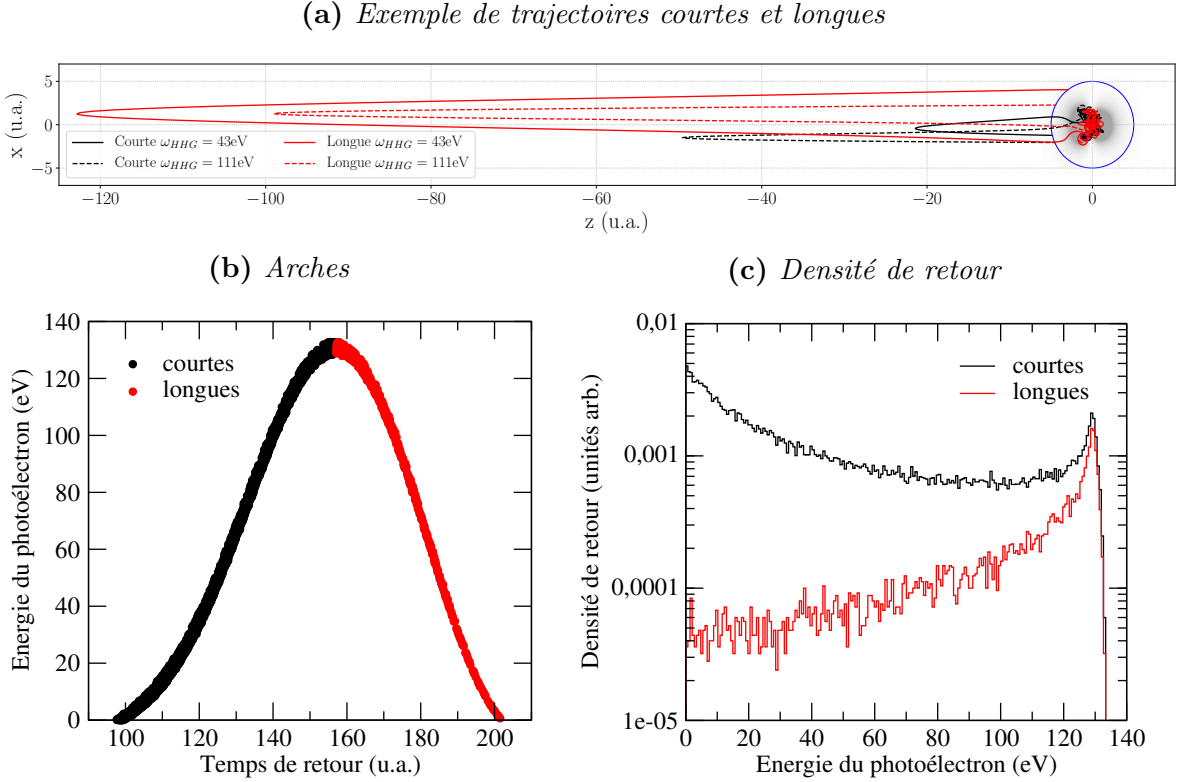 (a) Exemple de trajectoires courtes et longues
5
0
−5
x (u.a.)
Courte ωHHG = 43eV
Longue ωHHG = 43eV
Courte ωHHG = 111eV
Longue ωHHG = 111eV
−120 −100 −80 −60 −40 −20 0
z (u.a.)
(b) Arches
140
120
100
80
60
40
20
0
Energie du photoélectron (eV)
courtes
longues
100 120 140 160 180 200
Temps de retour (u.a.)
(c) Densité de retour
0,01
0,001
0,0001
1e-05
Densité de retour (unités arb.)
courtes
longues
0 20 40 60 80 100 120 140
Energie du photoélectron (eV)